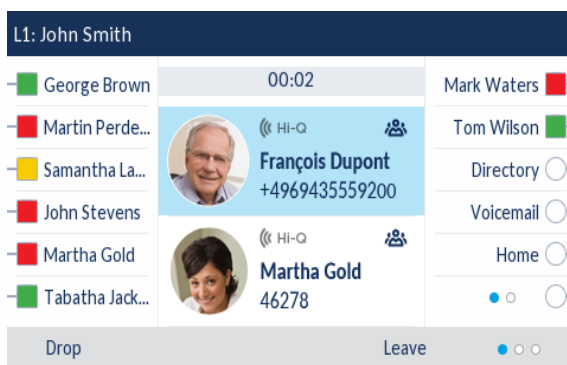 L1: John Smith
George Brown
Martin Perde...
Samantha La...
John Stevens
Martha Gold
Tabatha Jack...
00:02
Hi-Q
François Dupont
+4969435559200
Hi-Q
Martha Gold
46278
Mark Waters
Tom Wilson
Directory
Voicemail
Home
Drop
Leave